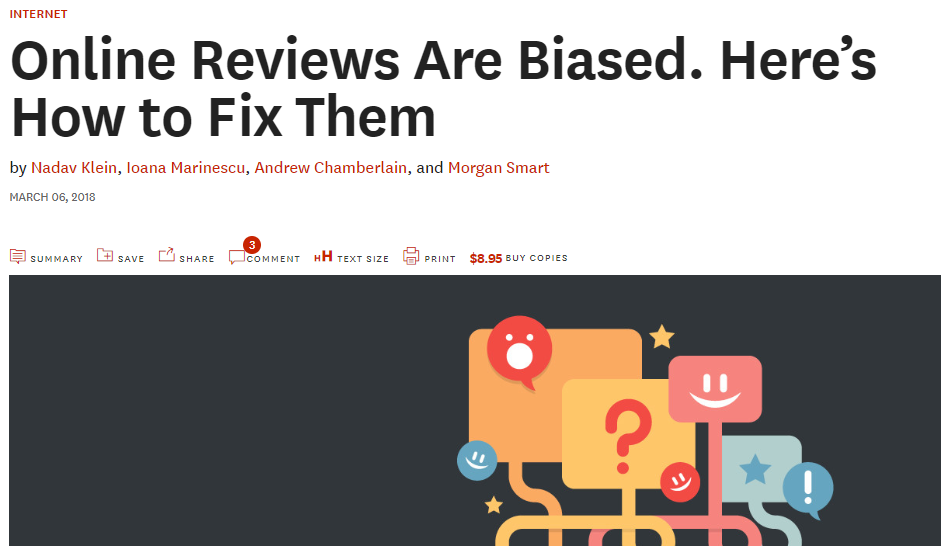 INTERNET
Online Reviews Are Biased. Here’s
How to Fix Them
by Nadav Klein, Ioana Marinescu, Andrew Chamberlain, and Morgan Smart
MARCH 06, 2018
3
SUMMARY SAVE SHARE COMMENT HH TEXT SIZE PRINT $8.95 BUY COPIES
?
!